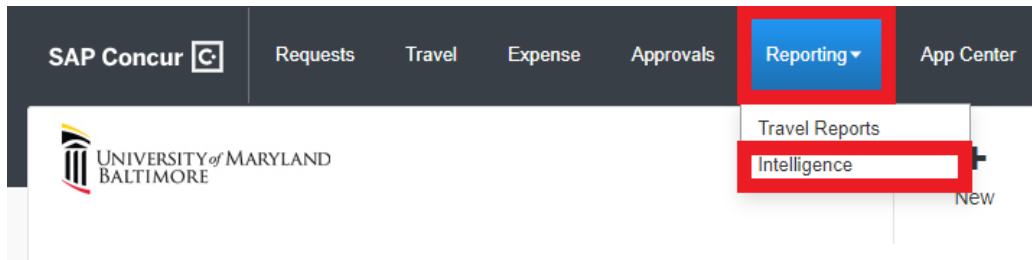 SAP Concur C Requests Travel Expense Approvals Reporting App Center
Travel Reports
UNIVERSITY of MARYLAND
Intelligence
BALTIMORE
New